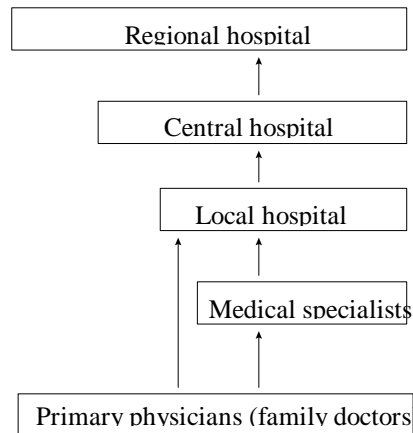 Regional hospital
Central hospital
Local hospital
Medical specialists
Primary physicians (family doctors